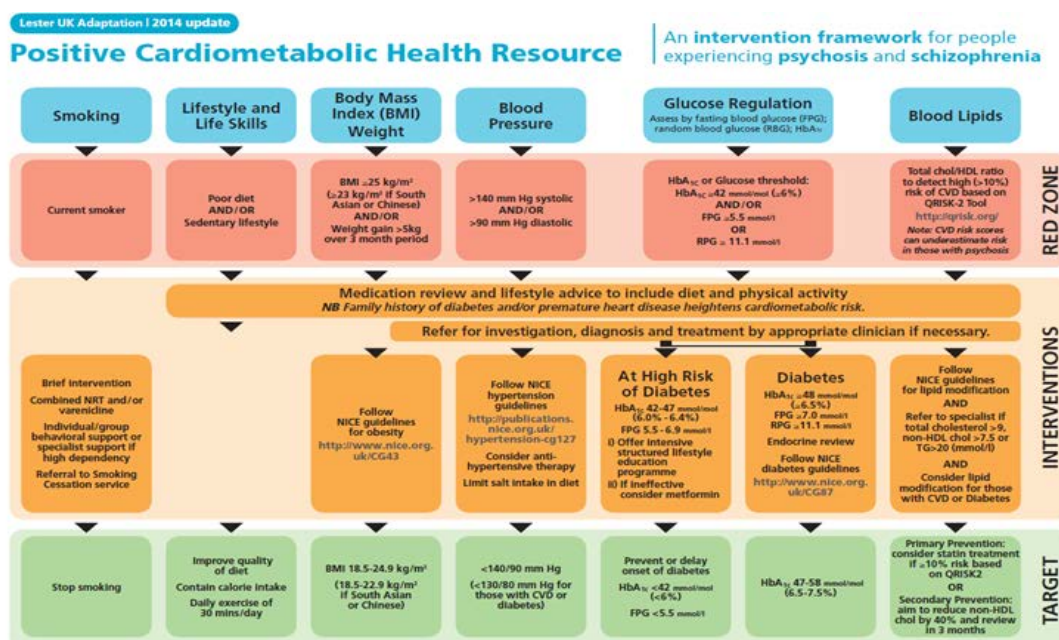 Lester UK Adaptation | 2014 update
Positive Cardiometabolic Health Resource
An intervention framework for people
experiencing psychosis and schizophrenia
Smoking
Lifestyle and
Life Skills
Body Mass
Index (BMI)
Weight
Blood
Pressure
Glucose Regulation
Assess by fasting blood glucose (FPG);
random blood glucose (RBG); HbA1c
Blood Lipids
Current smoker
Poor diet
AND/OR
Sedentary lifestyle
BMI ≥25 kg/m²
(≥23 kg/m² if South
Asian or Chinese)
AND/OR
Weight gain >5kg
over 3 month period
>140 mm Hg systolic
AND/OR
>90 mm Hg diastolic
HbA1C or Glucose threshold:
HbA1C ≥42 mmol/mol (≥6%)
AND/OR
FPG ≥5.5 mmol/l
OR
RPG ≥ 11.1 mmol/l
Total chol/HDL ratio
to detect high (>10%)
risk of CVD based on
QRISK-2 Tool
http://qrisk.org/
Note: CVD risk scores
can underestimate risk
in those with psychosis
RED ZONE
Medication review and lifestyle advice to include diet and physical activity
NB Family history of diabetes and/or premature heart disease heightens cardiometabolic risk.
Refer for investigation, diagnosis and treatment by appropriate clinician if necessary.
Brief intervention
Combined NRT and/or
varenicline
Individual/group
behavioral support or
specialist support if
high dependency
Referral to Smoking
Cessation service
Follow
NICE guidelines
for obesity
http://www.nice.org.
uk/CG43
Follow NICE
hypertension
guidelines
http://publications.
nice.org.uk/
hypertension-cg127
Consider anti-
hypertensive therapy
Limit salt intake in diet
At High Risk
of Diabetes
HbA1c 42-47 mmol/mol
(6.0% - 6.4%)
FPG 5.5 - 6.9 mmol/l
i) Offer intensive
structured lifestyle
education
programme
ii) If ineffective
consider metformin
Diabetes
HbA1c ≥48 mmol/mol
(≥6.5%)
FPG ≥7.0 mmol/l
RPG ≥11.1 mmol/l
Endocrine review
Follow NICE
diabetes guidelines
http://www.nice.org.
uk/CG87
Follow
NICE guidelines
for lipid modification
AND
Refer to specialist if
total cholesterol >9,
non-HDL chol >7.5 or
TG>20 (mmol/l)
AND
Consider lipid
modification for those
with CVD or Diabetes
INTERVENTIONS
Stop smoking
Improve quality
of diet
Contain calorie intake
Daily exercise of
30 mins/day
BMI 18.5-24.9 kg/m²
(18.5-22.9 kg/m²
if South Asian
or Chinese)
<140/90 mm Hg
(<130/80 mm Hg for
those with CVD or
diabetes)
Prevent or delay
onset of diabetes
HbA1c <42 mmol/mol
(<6%)
FPG <5.5 mmol/l
HbA1c 47-58 mmol/mol
(6.5-7.5%)
Primary Prevention:
consider statin treatment
if ≥10% risk based
on QRISK2
OR
Secondary Prevention:
aim to reduce non-HDL
chol by 40% and review
in 3 months
TARGET